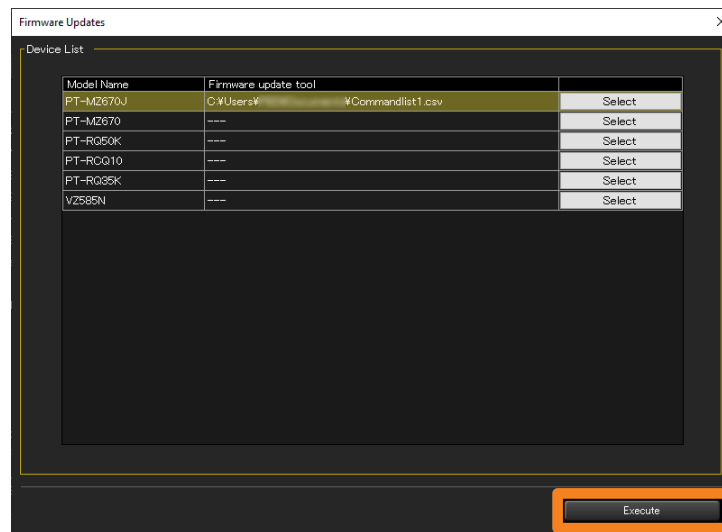 Firmware Updates
Device List
Model Name Firmware update tool
PT-MZ670J C:¥Users¥ ¥Commandlist1.csv Select
PT-MZ670 --- Select
PT-RQ50K --- Select
PT-RCQ10 --- Select
PT-RQ35K --- Select
VZ585N --- Select
Execute